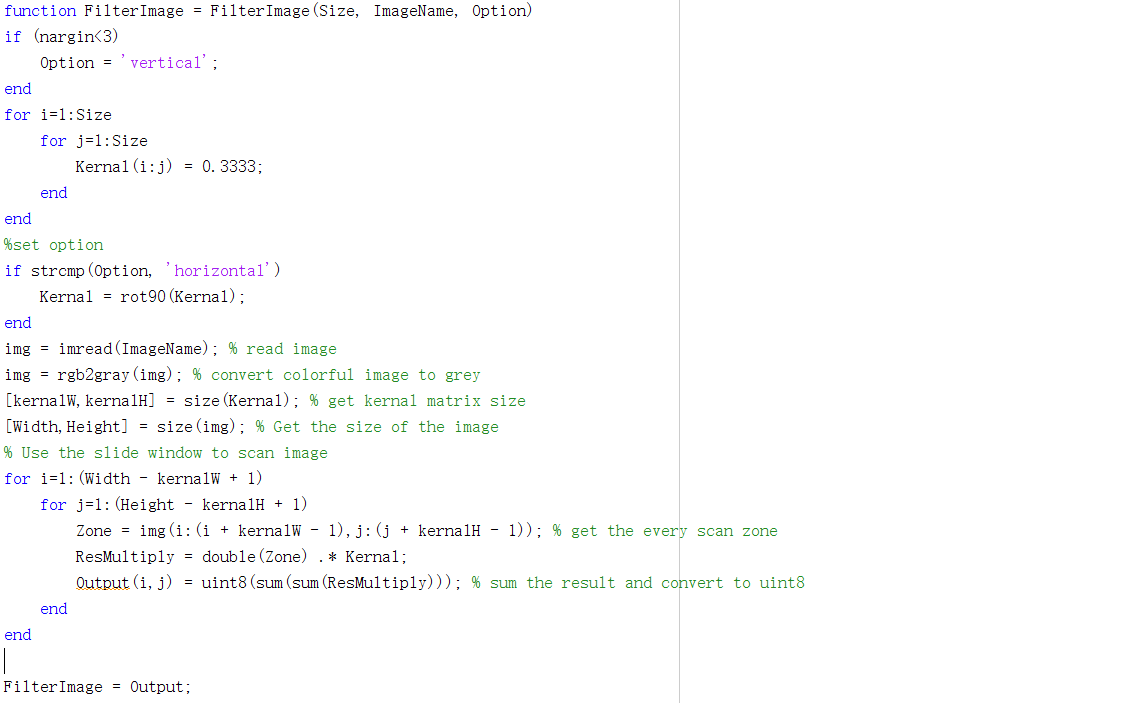 function FilterImage = FilterImage(Size, ImageName, Option)
if (nargin<3)
    Option = 'vertical';
end
for i=1:Size
    for j=1:Size
        Kernal(i:j) = 0.3333;
    end
end
%set option
if strcmp(Option, 'horizontal')
    Kernal = rot90(Kernal);
end
img = imread(ImageName); % read image
img = rgb2gray(img); % convert colorful image to grey
[kernalW,kernalH] = size(Kernal); % get kernal matrix size
[Width,Height] = size(img); % Get the size of the image
% Use the slide window to scan image
for i=1:(Width - kernalW + 1)
    for j=1:(Height - kernalH + 1)
        Zone = img(i:(i + kernalW - 1),j:(j + kernalH - 1)); % get the every scan zone
        ResMultiply = double(Zone) .* Kernal;
        Output(i,j) = uint8(sum(sum(ResMultiply))); % sum the result and convert to uint8
    end
end
FilterImage = Output;